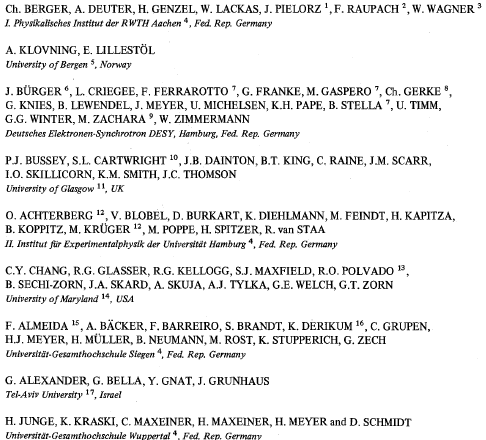 Ch. BERGER, A. DEUTER, H. GENZEL, W. LACKAS, J. PIELORZ 1, F. RAUPACH 2, W. WAGNER 3
I. Physikalisches Institut der RWTH Aachen 4, Fed. Rep. Germany
A. KLOVNING, E. LILLESTÖL
University of Bergen 5, Norway
J. BÜRGER 6, L. CRIEGEE, F. FERRAROTTO 7, G. FRANKE, M. GASPERO 7, Ch. GERKE 8,
G. KNIES, B. LEWENDEL, J. MEYER, U. MICHELSEN, K.H. PAPE, B. STELLA 7, U. TIMM,
G.G. WINTER, M. ZACHARA 9, W. ZIMMERMANN
Deutsches Elektronen-Synchrotron DESY, Hamburg, Fed. Rep. Germany
P.J. BUSSEY, S.L. CARTWRIGHT 10, J.B. DAINTON, B.T. KING, C. RAINE, J.M. SCARR,
I.O. SKILLICORN, K.M. SMITH, J.C. THOMSON
University of Glasgow 11, UK
O. ACHTERBERG 12, V. BLOBEL, D. BURKART, K. DIEHLMANN, M. FEINDT, H. KAPITZA,
B. KOPPITZ, M. KRÜGER 12, M. POPPE, H. SPITZER, R. van STAA
II. Institut für Experimentalphysik der Universität Hamburg 4, Fed. Rep. Germany
C.Y. CHANG, R.G. GLASSER, R.G. KELLOGG, S.J. MAXFIELD, R.O. POLVADO 13,
B. SECHI-ZORN, J.A. SKARD, A. SKUJA, A.J. TYLKA, G.E. WELCH, G.T. ZORN
University of Maryland 14, USA
F. ALMEIDA 15, A. BÄCKER, F. BARREIRO, S. BRANDT, K. DERIKUM 16, C. GRUPEN,
H.J. MEYER, H. MÜLLER, B. NEUMANN, M. ROST, K. STUPPERICH, G. ZECH
Universität-Gesamthochschule Siegen 4, Fed. Rep. Germany
G. ALEXANDER, G. BELLA, Y. GNAT, J. GRUNHAUS
Tel-Aviv University 17, Israel
H. JUNGE, K. KRASKI, C. MAXEINER, H. MAXEINER, H. MEYER and D. SCHMIDT
Universität-Gesamthochschule Wuppertal 4, Fed. Rep. Germany